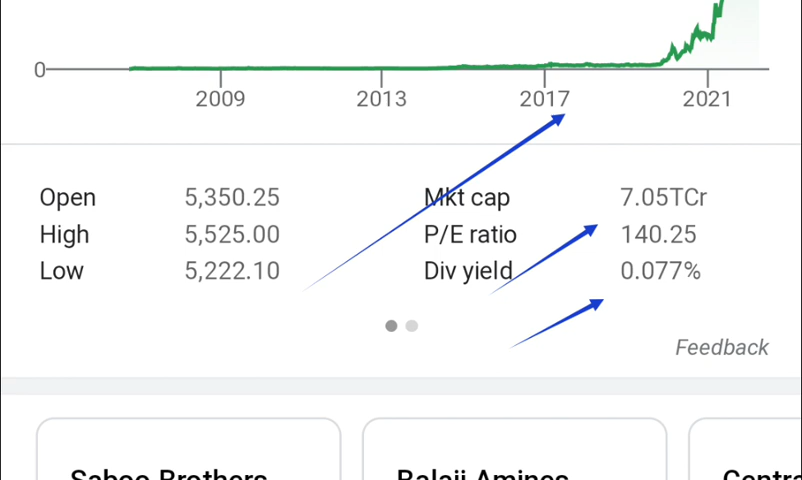 0
2009 2013 2017 2021
Open 5,350.25 Mkt cap 7.05TCr
High 5,525.00 P/E ratio 140.25
Low 5,222.10 Div yield 0.077%
Feedback
Saboo Brothers Balaji Amines Centra